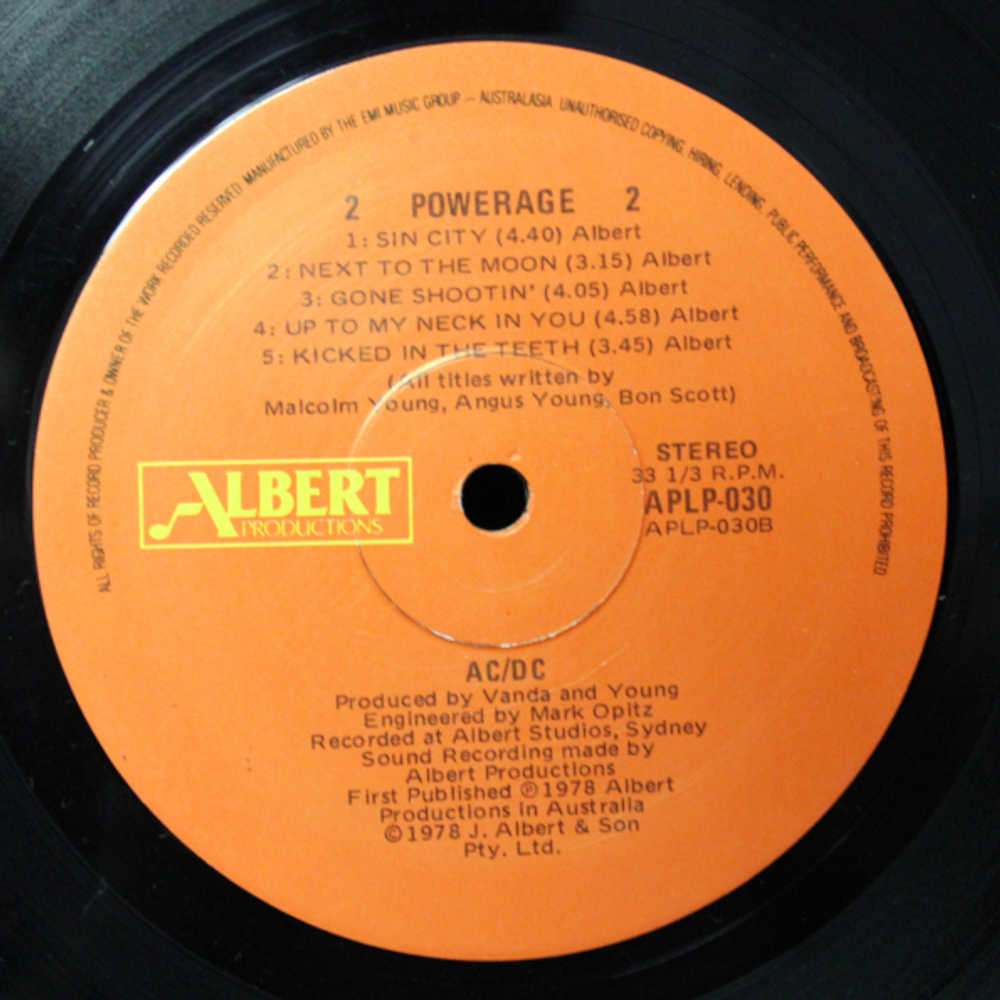 ALL RIGHTS OF RECORD PRODUCER & OWNER OF THE WORK RECORDED RESERVED. MANUFACTURED BY THE EMI MUSIC GROUP — AUSTRALASIA. UNAUTHORISED COPYING, HIRING, LENDING, PUBLIC PERFORMANCE AND BROADCASTING OF THIS RECORD PROHIBITED
2 POWERAGE 2
1: SIN CITY (4.40) Albert
2: NEXT TO THE MOON (3.15) Albert
3: GONE SHOOTIN' (4.05) Albert
4: UP TO MY NECK IN YOU (4.58) Albert
5: KICKED IN THE TEETH (3.45) Albert
(All titles written by
Malcolm Young, Angus Young, Bon Scott)
ALBERT
PRODUCTIONS
STEREO
33 1/3 R.P.M.
APLP-030
APLP-030B
AC/DC
Produced by Vanda and Young
Engineered by Mark Opitz
Recorded at Albert Studios, Sydney
Sound Recording made by
Albert Productions
First Published ℗ 1978 Albert
Productions in Australia
© 1978 J. Albert & Son
Pty. Ltd.